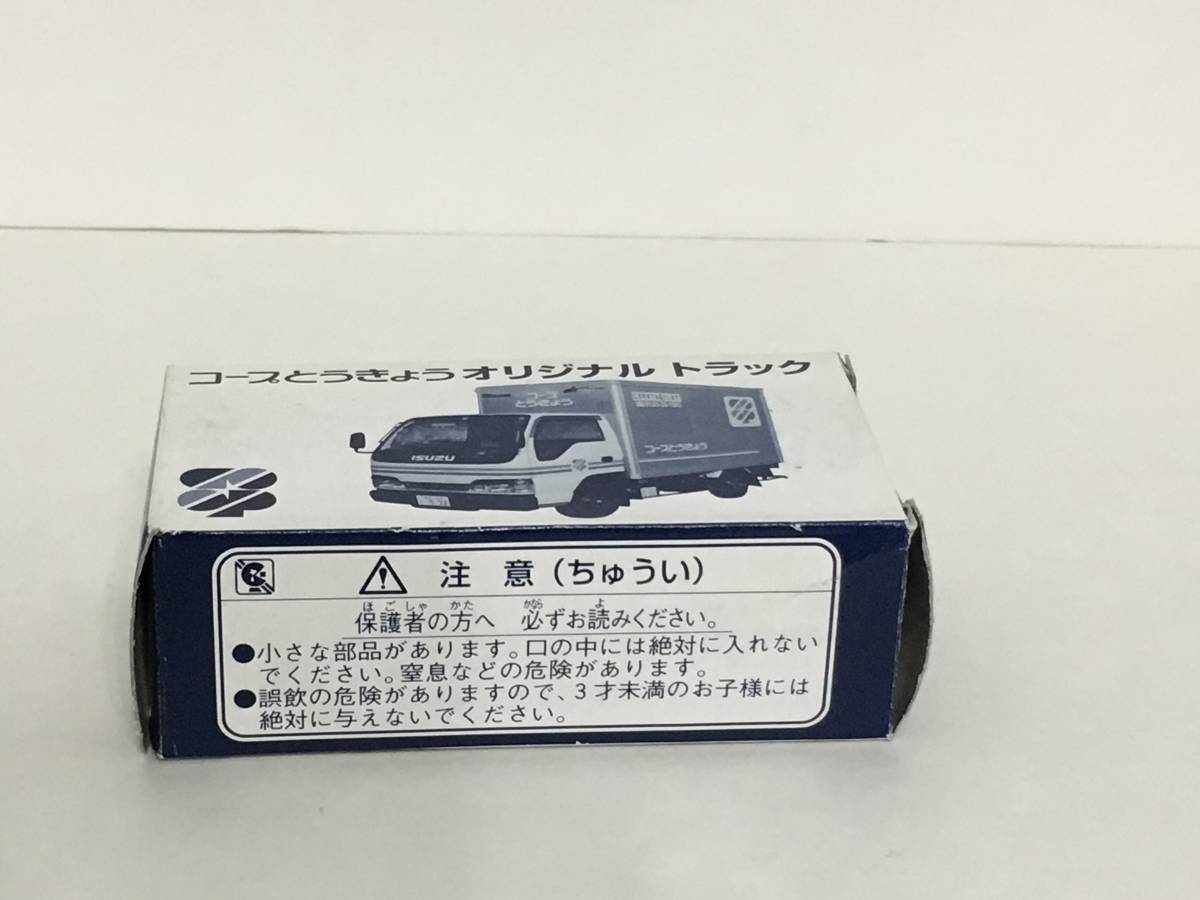 コープとうきょうオリジナル トラック
コープ
とうきょう
コープとうきょう
ISUZU
注 意(ちゅうい)
ほごしゃ かた かなら よ
保護者の方へ 必ずお読みください。
●小さな部品があります。口の中には絶対に入れない
でください。窒息などの危険があります。
●誤飲の危険がありますので、3才未満のお子様には
絶対に与えないでください。